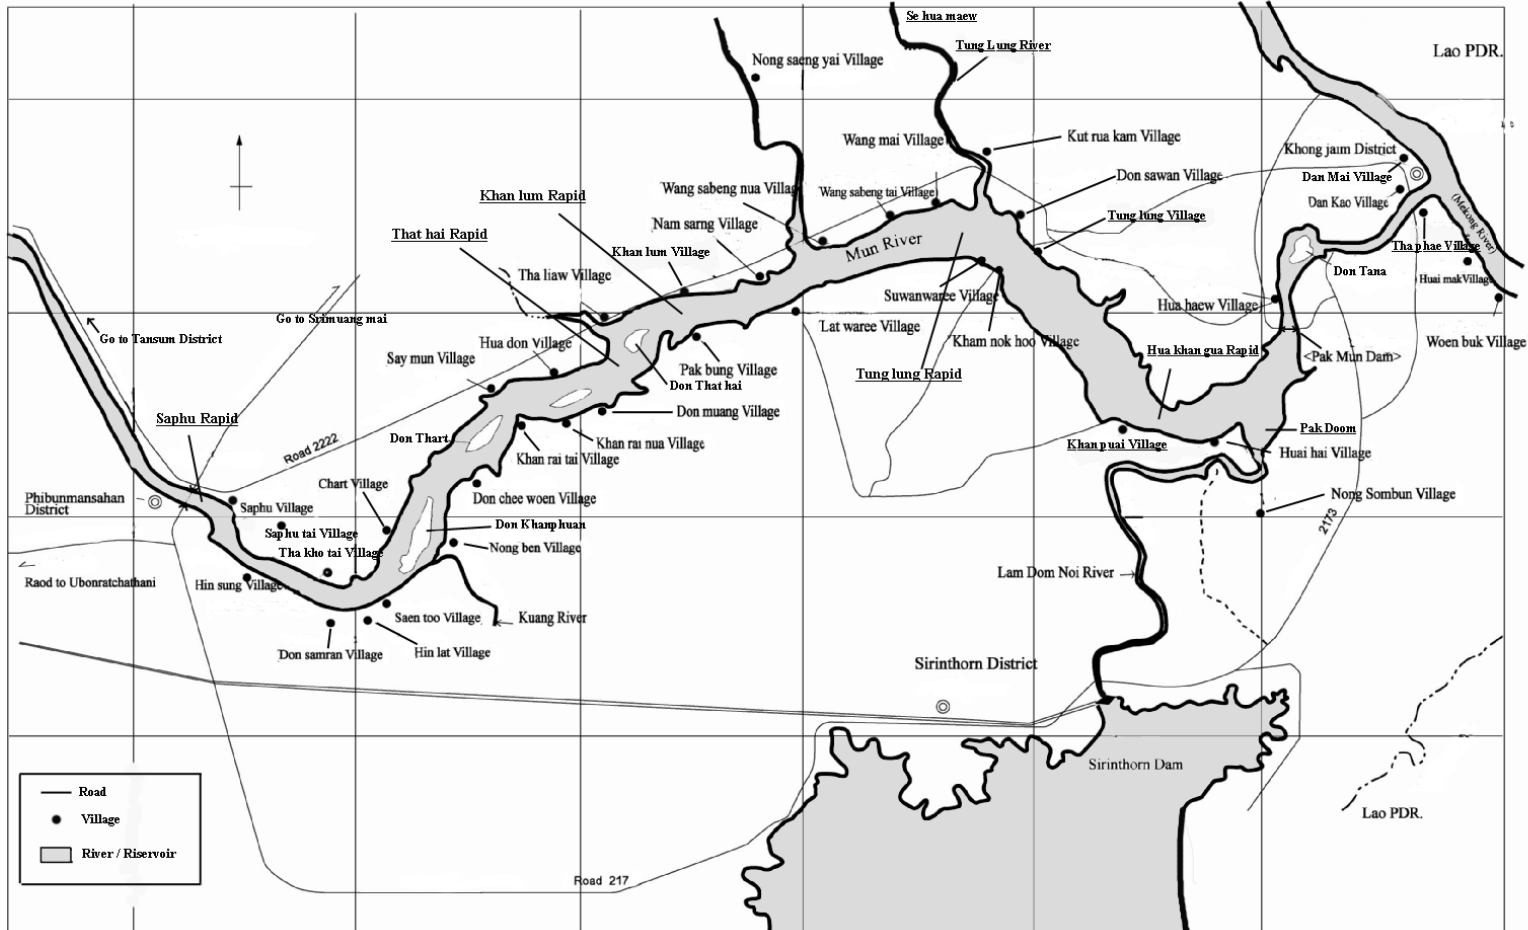 Se hua maew
Tung Lung River
Lao PDR.
Nong saeng yai Village
Wang mai Village
Kut rua kam Village
Khong jaim District
Don sawan Village
Dan Mai Village
Khan lum Rapid
Wang sabeng nua Village
Wang sabeng tai Village
Dan Kao Village
(Mekong River)
Nam sarng Village
Tung lung Village
That hai Rapid
Khan lum Village
Mun River
Tha phae Village
Don Tana
Huai mak Village
Tha liaw Village
Suwanwaree Village
Hua haew Village
Go to Srimuang mai
Lat waree Village
Go to Tansum District
Hua don Village
Kham nok hoo Village
Woen buk Village
Say mun Village
Hua khan gua Rapid
<Pak Mun Dam>
Pak bung Village
Tung lung Rapid
Don That hai
Saphu Rapid
Don muang Village
Pak Doom
Don Thart
Khan rai nua Village
Khan puai Village
Road 2222
Khan rai tai Village
Huai hai Village
Chart Village
Phibunmansahan
District
Don chee woen Village
Nong Sombun Village
Saphu Village
2173
Don Khanphuan
Saphu tai Village
Tha kho tai Village
Nong ben Village
Raod to Ubonratchathani
Hin sung Village
Lam Dom Noi River
Saen too Village
Kuang River
Don samran Village
Hin lat Village
Sirinthorn District
Sirinthorn Dam
Road
Village
Lao PDR.
River / Riservoir
Road 217